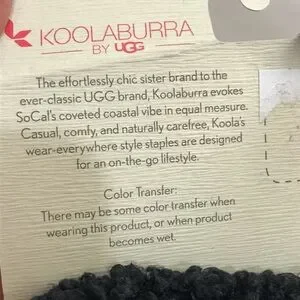 KOOLABURRA
BY UGG
The effortlessly chic sister brand to the
ever-classic UGG brand, Koolaburra evokes
SoCal's coveted coastal vibe in equal measure.
Casual, comfy, and naturally carefree, Koola's
wear-everywhere style staples are designed
for an on-the-go lifestyle.
Color Transfer:
There may be some color transfer when
wearing this product, or when product
becomes wet.